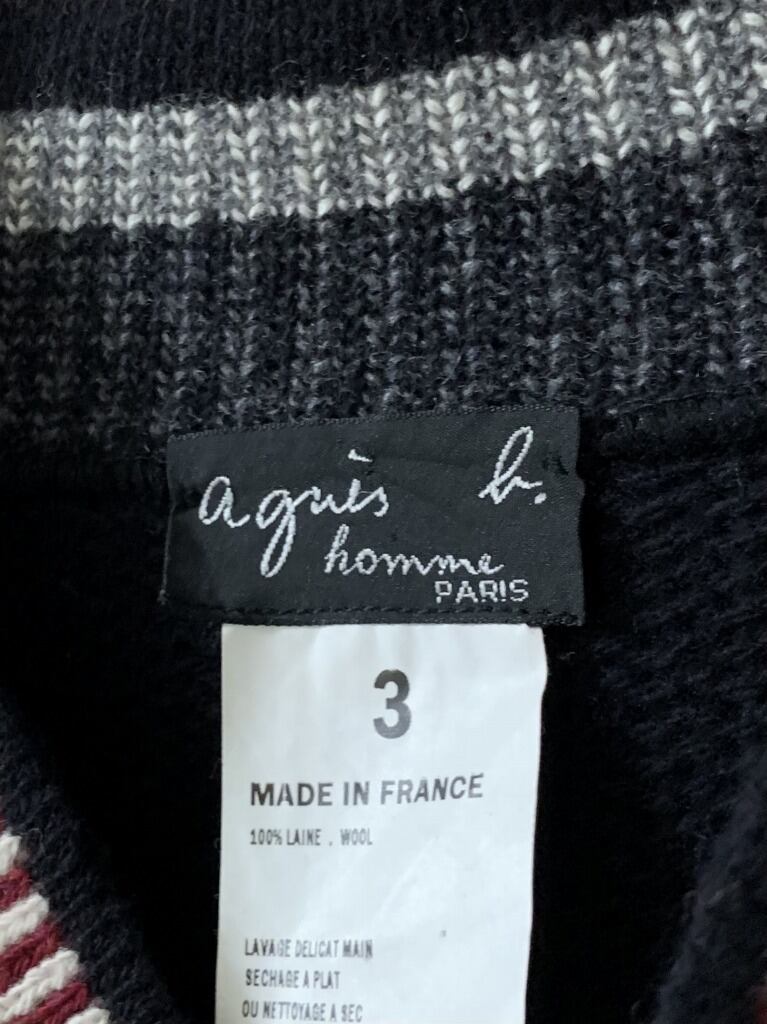 agnès b.
homme
PARIS
3
MADE IN FRANCE
100% LAINE . WOOL
LAVAGE DELICAT MAIN
SECHAGE A PLAT
OU NETTOYAGE A SEC